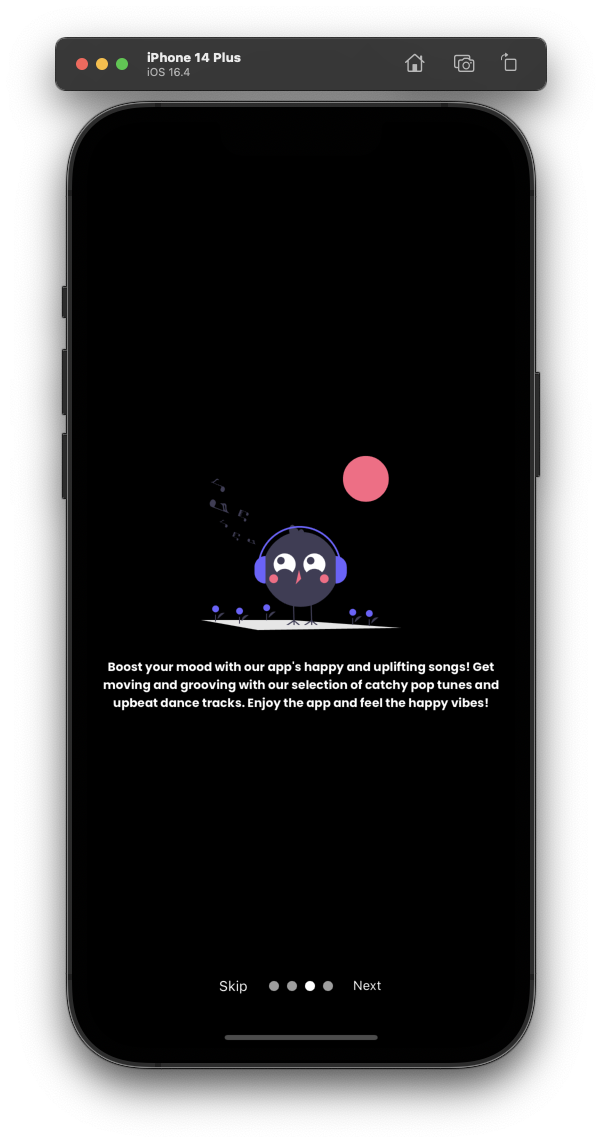 iPhone 14 Plus
iOS 16.4
Boost your mood with our app's happy and uplifting songs! Get
moving and grooving with our selection of catchy pop tunes and
upbeat dance tracks. Enjoy the app and feel the happy vibes!
Skip Next